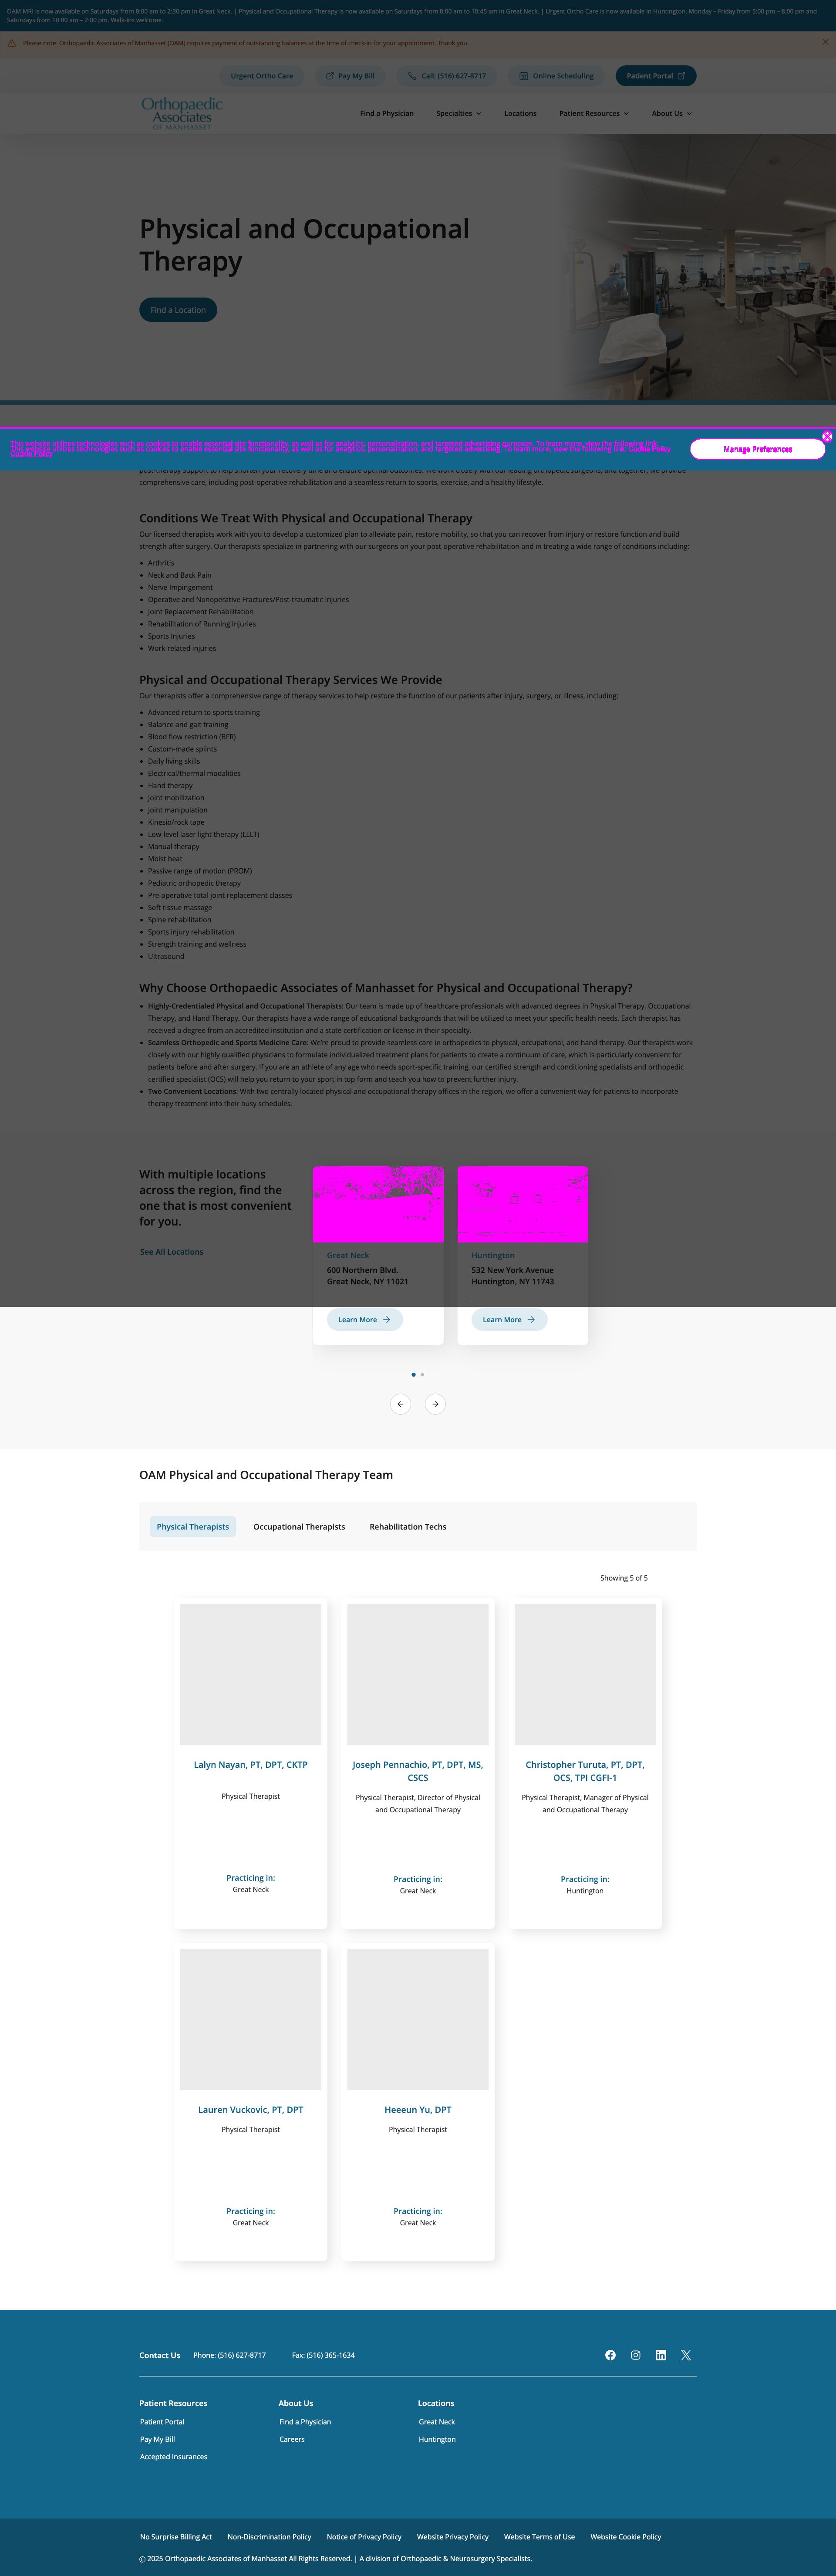 OAM MRI is now available on Saturdays from 8:00 am to 2:30 pm in Great Neck. | Physical and Occupational Therapy is now available on Saturdays from 8:00 am to 10:45 am in Great Neck. | Urgent Ortho Care is now available in Huntington, Monday – Friday from 5:00 pm – 8:00 pm and
Saturdays from 10:00 am – 2:00 pm. Walk-ins welcome.
Please note: Orthopaedic Associates of Manhasset (OAM) requires payment of outstanding balances at the time of check-in for your appointment. Thank you.
Urgent Ortho Care
Pay My Bill
Call: (516) 627-8717
Online Scheduling
Patient Portal
Orthopaedic
Associates
OF MANHASSET
Find a Physician
Specialties
Locations
Patient Resources
About Us
Physical and Occupational
Therapy
Find a Location
This website utilizes technologies such as cookies to enable essential site functionality, as well as for analytics, personalization, and targeted advertising purposes. To learn more, view the following link:
Cookie Policy
Manage Preferences
post-therapy support to help shorten your recovery time and ensure optimal outcomes. We work closely with our leading orthopedic surgeons, and together, we provide
comprehensive care, including post-operative rehabilitation and a seamless return to sports, work, exercise, and a healthy lifestyle.
Conditions We Treat With Physical and Occupational Therapy
Our licensed therapists work with you to develop a customized plan to alleviate pain, restore mobility, so that you can recover from injury or restore function and build
strength after surgery. Our therapists specialize in partnering with our surgeons on your post-operative rehabilitation and in treating a wide range of conditions including:
Arthritis
Neck and Back Pain
Nerve Impingement
Operative and Nonoperative Fractures/Post-traumatic Injuries
Joint Replacement Rehabilitation
Rehabilitation of Running Injuries
Sports Injuries
Work-related injuries
Physical and Occupational Therapy Services We Provide
Our therapists offer a comprehensive range of therapy services to help restore the function of our patients after injury, surgery, or illness, including:
Advanced return to sports training
Balance and gait training
Blood flow restriction (BFR)
Custom-made splints
Daily living skills
Electrical/thermal modalities
Hand therapy
Joint mobilization
Joint manipulation
Kinesio/rock tape
Low-level laser light therapy (LLLT)
Manual therapy
Moist heat
Passive range of motion (PROM)
Pediatric orthopedic therapy
Pre-operative total joint replacement classes
Soft tissue massage
Spine rehabilitation
Sports injury rehabilitation
Strength training and wellness
Ultrasound
Why Choose Orthopaedic Associates of Manhasset for Physical and Occupational Therapy?
Highly-Credentialed Physical and Occupational Therapists: Our team is made up of healthcare professionals with advanced degrees in Physical Therapy, Occupational
Therapy, and Hand Therapy. Our therapists have a wide range of educational backgrounds that will be utilized to meet your specific health needs. Each therapist has
received a degree from an accredited institution and a state certification or license in their specialty.
Seamless Orthopedic and Sports Medicine Care: We're proud to provide seamless care in orthopedics to physical, occupational, and hand therapy. Our therapists work
closely with our highly qualified physicians to formulate individualized treatment plans for patients to create a continuum of care, which is particularly convenient for
patients before and after surgery. If you are an athlete of any age who needs sport-specific training, our certified strength and conditioning specialists and orthopedic
certified specialist (OCS) will help you return to your sport in top form and teach you how to prevent further injury.
Two Convenient Locations: With two centrally located physical and occupational therapy offices in the region, we offer a convenient way for patients to incorporate
therapy treatment into their busy schedules.
With multiple locations
across the region, find the
one that is most convenient
for you.
See All Locations
Great Neck
600 Northern Blvd.
Great Neck, NY 11021
Learn More
Huntington
532 New York Avenue
Huntington, NY 11743
Learn More
OAM Physical and Occupational Therapy Team
Physical Therapists
Occupational Therapists
Rehabilitation Techs
Showing 5 of 5
Lalyn Nayan, PT, DPT, CKTP
Physical Therapist
Practicing in:
Great Neck
Joseph Pennachio, PT, DPT, MS,
CSCS
Physical Therapist, Director of Physical
and Occupational Therapy
Practicing in:
Great Neck
Christopher Turuta, PT, DPT,
OCS, TPI CGFI-1
Physical Therapist, Manager of Physical
and Occupational Therapy
Practicing in:
Huntington
Lauren Vuckovic, PT, DPT
Physical Therapist
Practicing in:
Great Neck
Heeeun Yu, DPT
Physical Therapist
Practicing in:
Great Neck
Contact Us
Phone: (516) 627-8717
Fax: (516) 365-1634
Patient Resources
Patient Portal
Pay My Bill
Accepted Insurances
About Us
Find a Physician
Careers
Locations
Great Neck
Huntington
No Surprise Billing Act
Non-Discrimination Policy
Notice of Privacy Policy
Website Privacy Policy
Website Terms of Use
Website Cookie Policy
© 2025 Orthopaedic Associates of Manhasset All Rights Reserved. | A division of Orthopaedic & Neurosurgery Specialists.